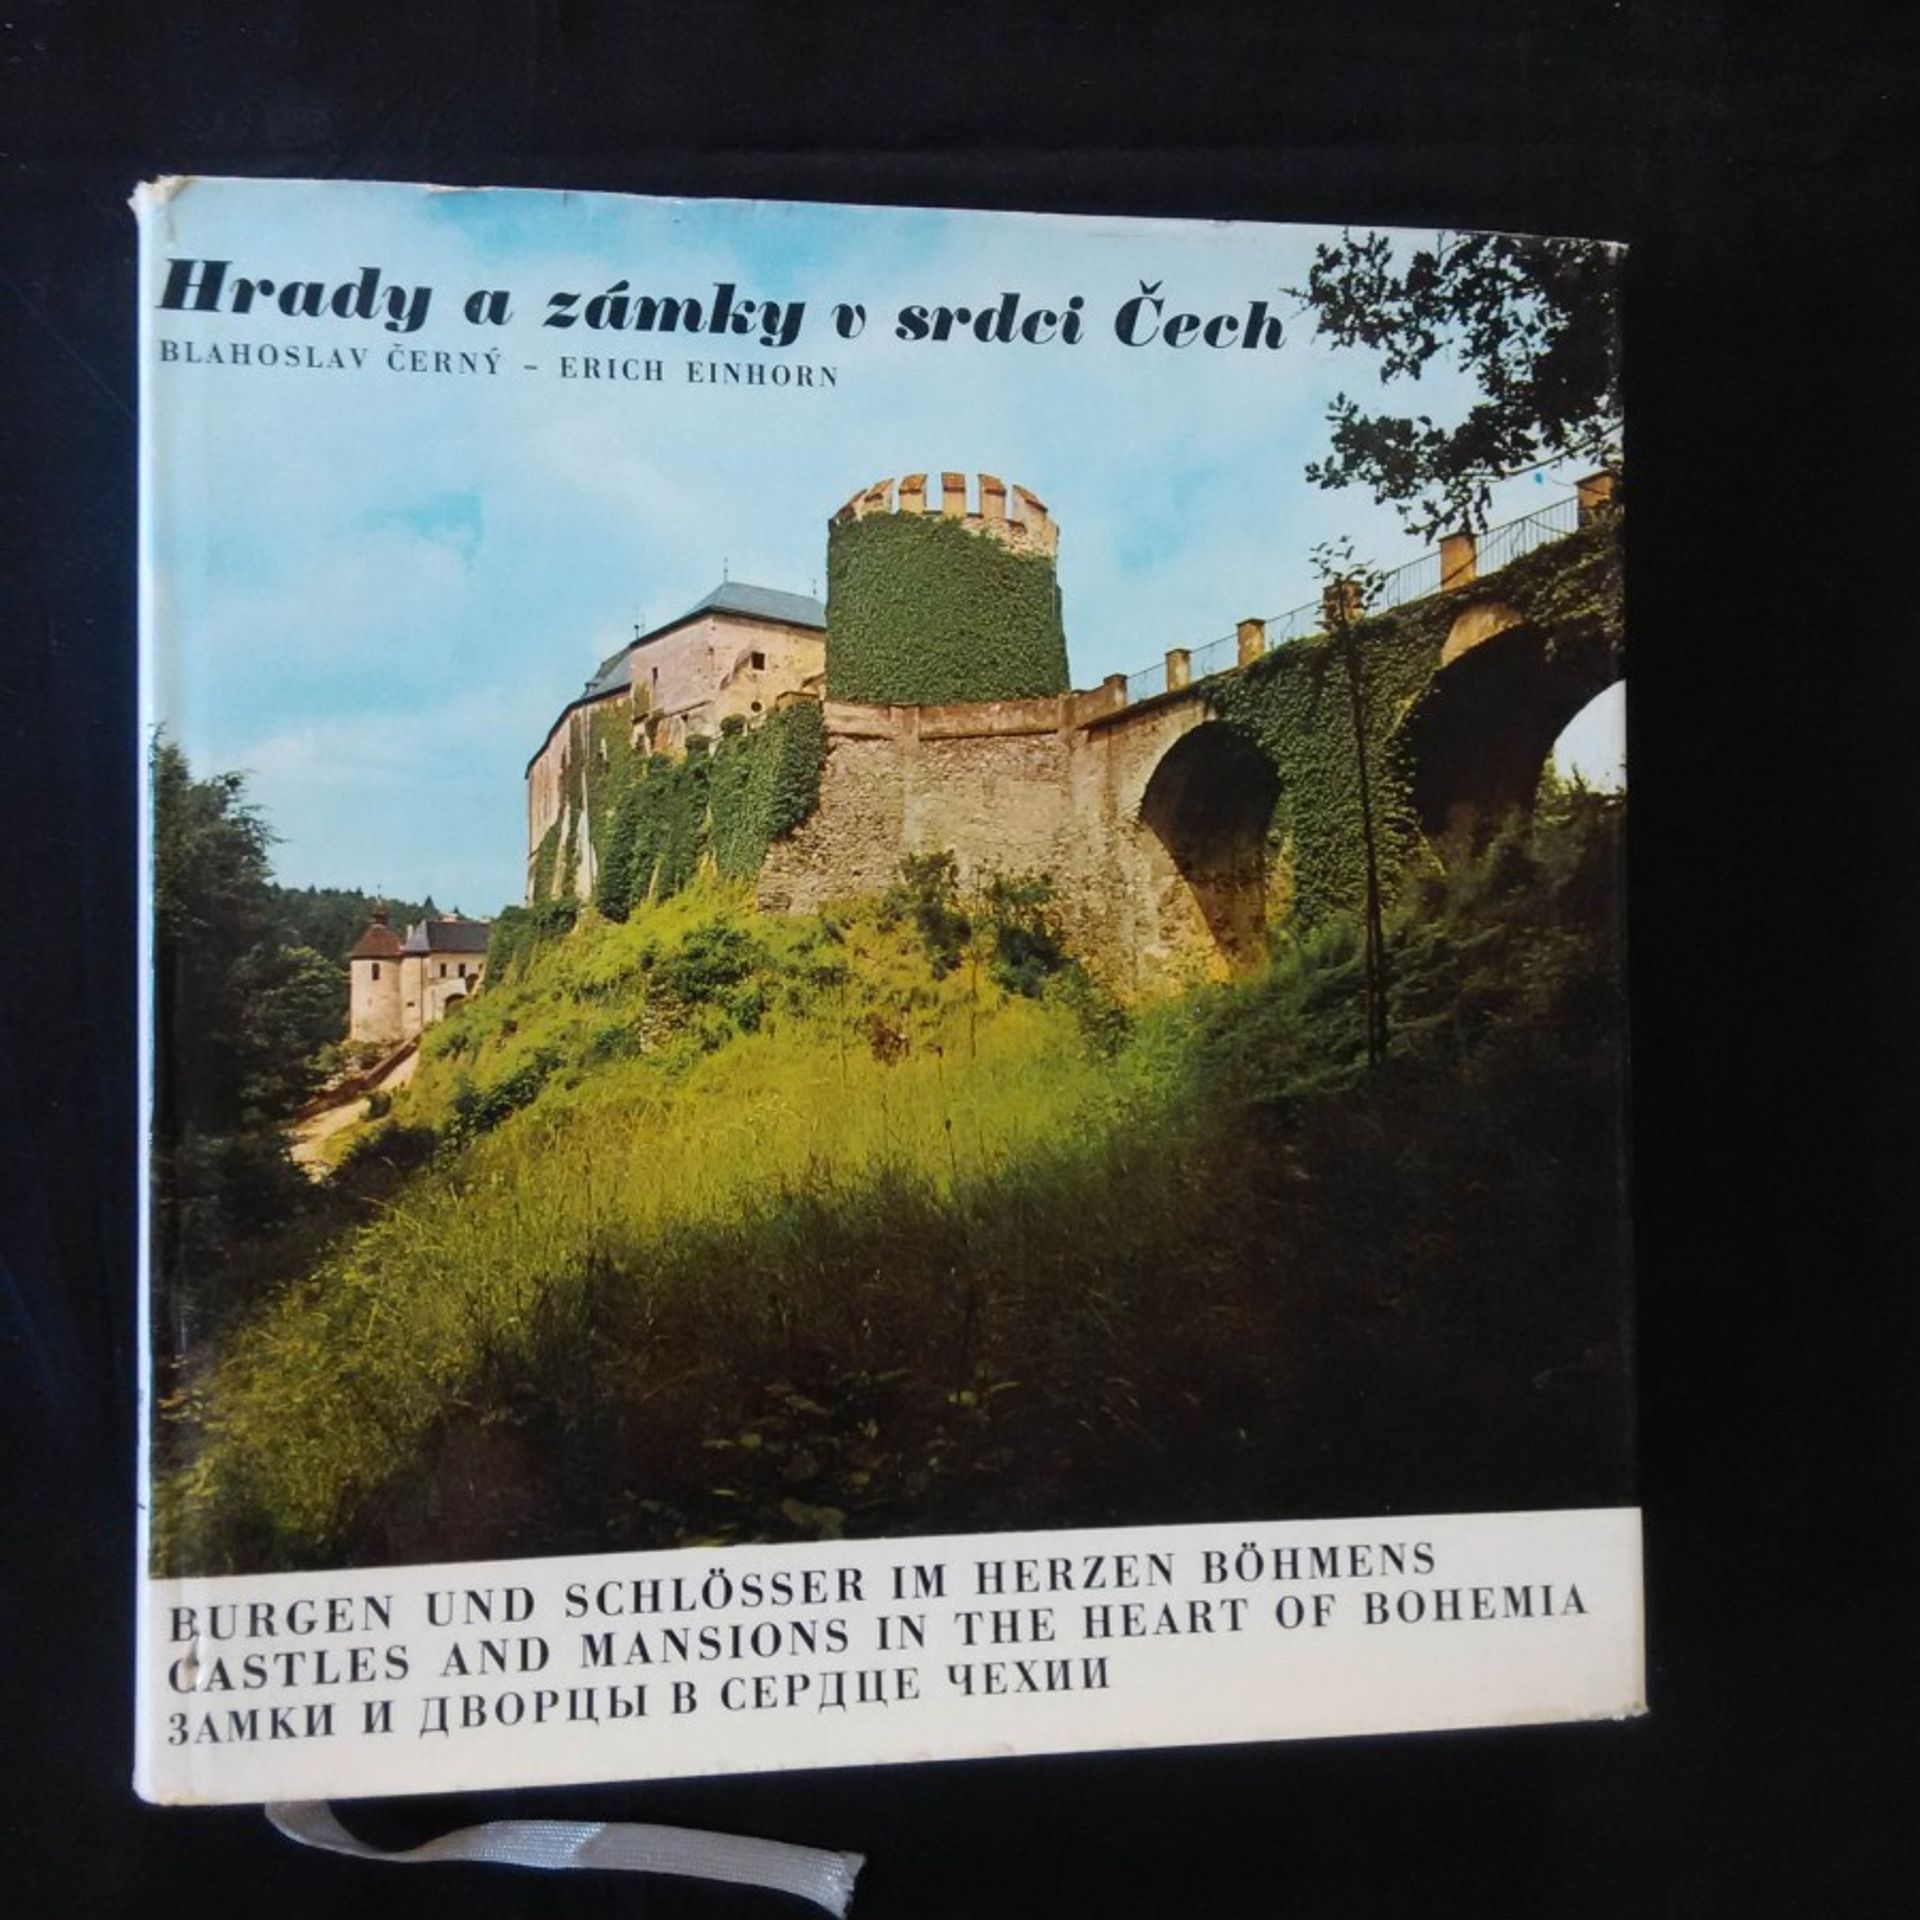 Hrady a zámky v srdci Čech
BLAHOSLAV ČERNÝ – ERICH EINHORN
BURGEN UND SCHLÖSSER IM HERZEN BÖHMENS
CASTLES AND MANSIONS IN THE HEART OF BOHEMIA
ЗАМКИ И ДВОРЦЫ В СЕРДЦЕ ЧЕХИИ